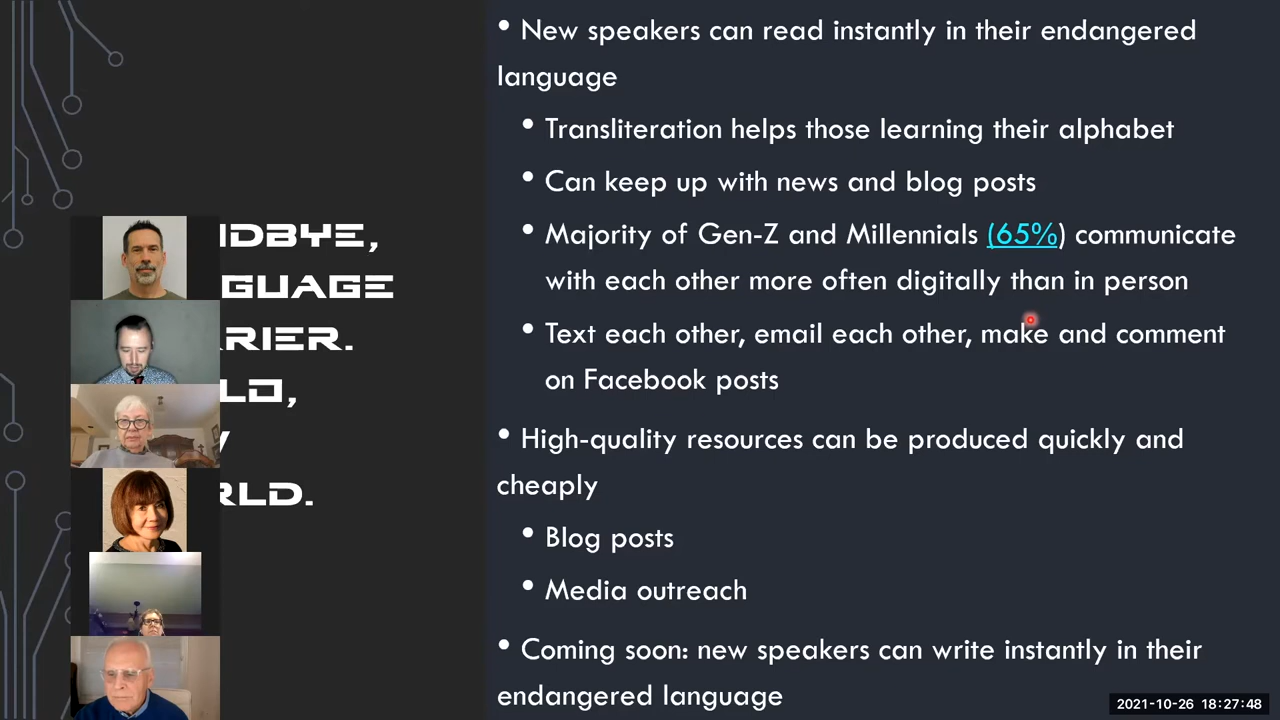 NDBYE,
GUAGE
RRIER.
LD,
RLD.
• New speakers can read instantly in their endangered
language
• Transliteration helps those learning their alphabet
• Can keep up with news and blog posts
• Majority of Gen-Z and Millennials (65%) communicate
with each other more often digitally than in person
• Text each other, email each other, make and comment
on Facebook posts
• High-quality resources can be produced quickly and
cheaply
• Blog posts
• Media outreach
• Coming soon: new speakers can write instantly in their
endangered language
2021-10-26 18:27:48